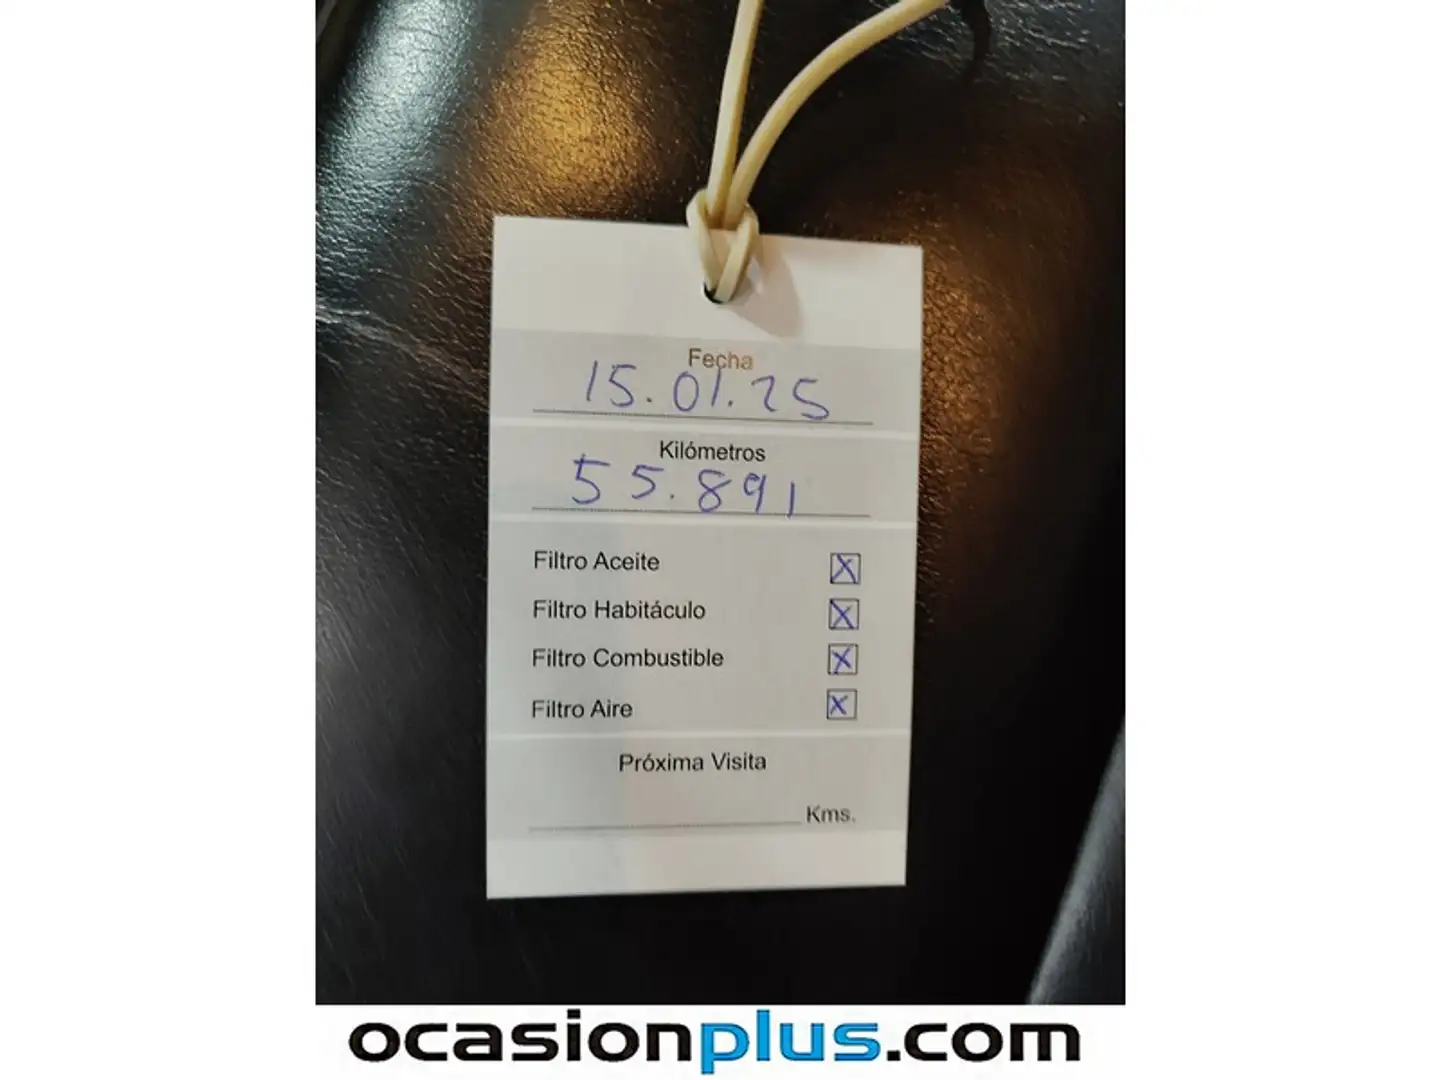 Fecha
15.01.25
Kilómetros
55.891
Filtro Aceite X
Filtro Habitáculo X
Filtro Combustible X
Filtro Aire X
Próxima Visita
Kms.
ocasionplus.com